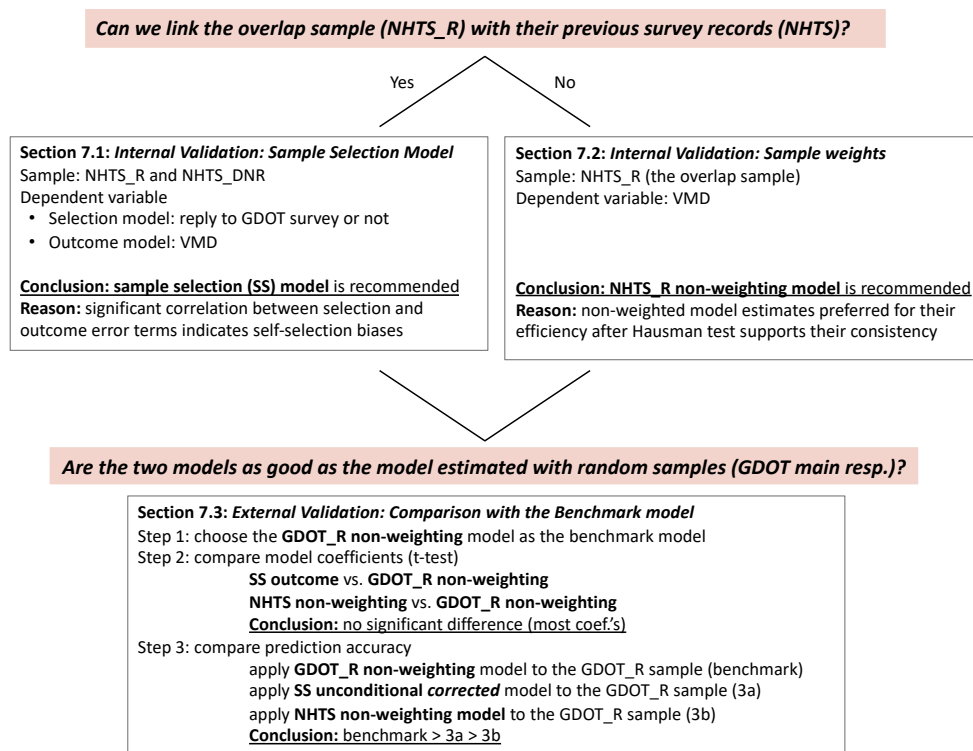 Can we link the overlap sample (NHTS_R) with their previous survey records (NHTS)?
Yes
No
Section 7.1: Internal Validation: Sample Selection Model
Sample: NHTS_R and NHTS_DNR
Dependent variable
• Selection model: reply to GDOT survey or not
• Outcome model: VMD
Conclusion: sample selection (SS) model is recommended
Reason: significant correlation between selection and
outcome error terms indicates self-selection biases
Section 7.2: Internal Validation: Sample weights
Sample: NHTS_R (the overlap sample)
Dependent variable: VMD
Conclusion: NHTS_R non-weighting model is recommended
Reason: non-weighted model estimates preferred for their
efficiency after Hausman test supports their consistency
Are the two models as good as the model estimated with random samples (GDOT main resp.)?
Section 7.3: External Validation: Comparison with the Benchmark model
Step 1: choose the GDOT_R non-weighting model as the benchmark model
Step 2: compare model coefficients (t-test)
SS outcome vs. GDOT_R non-weighting
NHTS non-weighting vs. GDOT_R non-weighting
Conclusion: no significant difference (most coef.'s)
Step 3: compare prediction accuracy
apply GDOT_R non-weighting model to the GDOT_R sample (benchmark)
apply SS unconditional corrected model to the GDOT_R sample (3a)
apply NHTS non-weighting model to the GDOT_R sample (3b)
Conclusion: benchmark > 3a > 3b